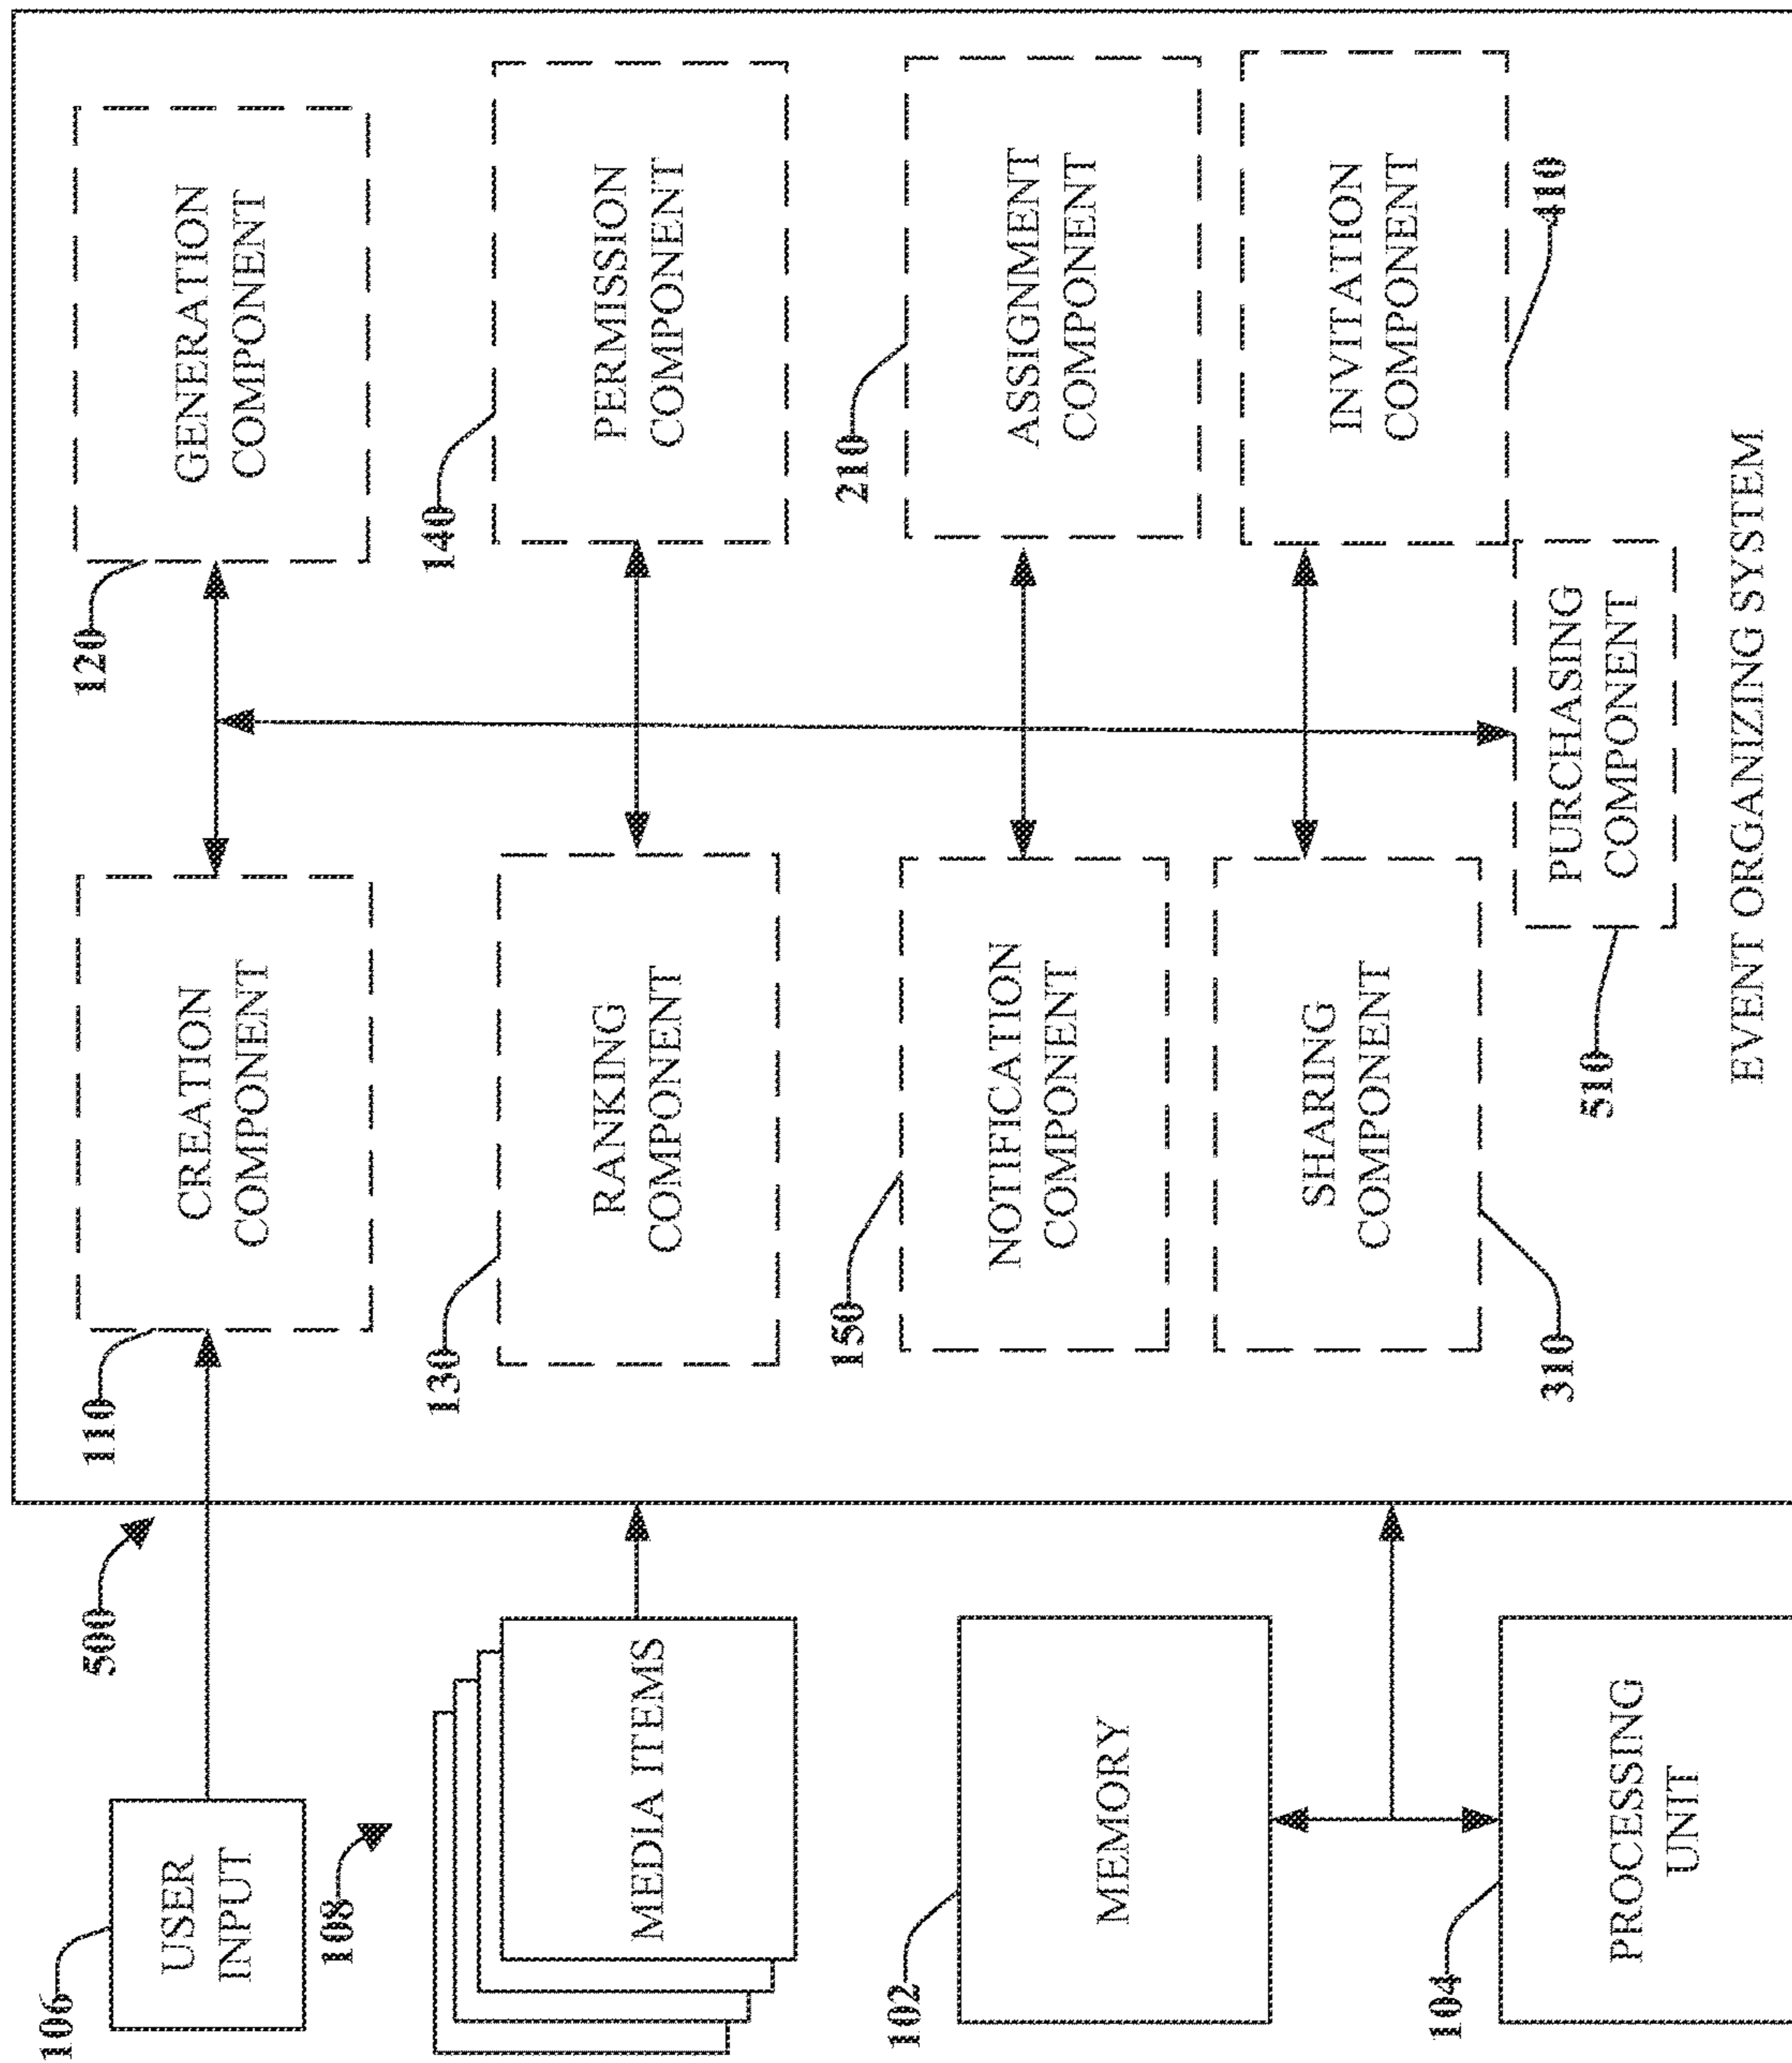 500
106
USER
INPUT
110
CREATION
COMPONENT
120
GENERATION
COMPONENT
108
MEDIA ITEMS
130
RANKING
COMPONENT
140
PERMISSION
COMPONENT
102
MEMORY
150
NOTIFICATION
COMPONENT
210
ASSIGNMENT
COMPONENT
104
PROCESSING
UNIT
310
SHARING
COMPONENT
410
INVITATION
COMPONENT
510
PURCHASING
COMPONENT
EVENT ORGANIZING SYSTEM